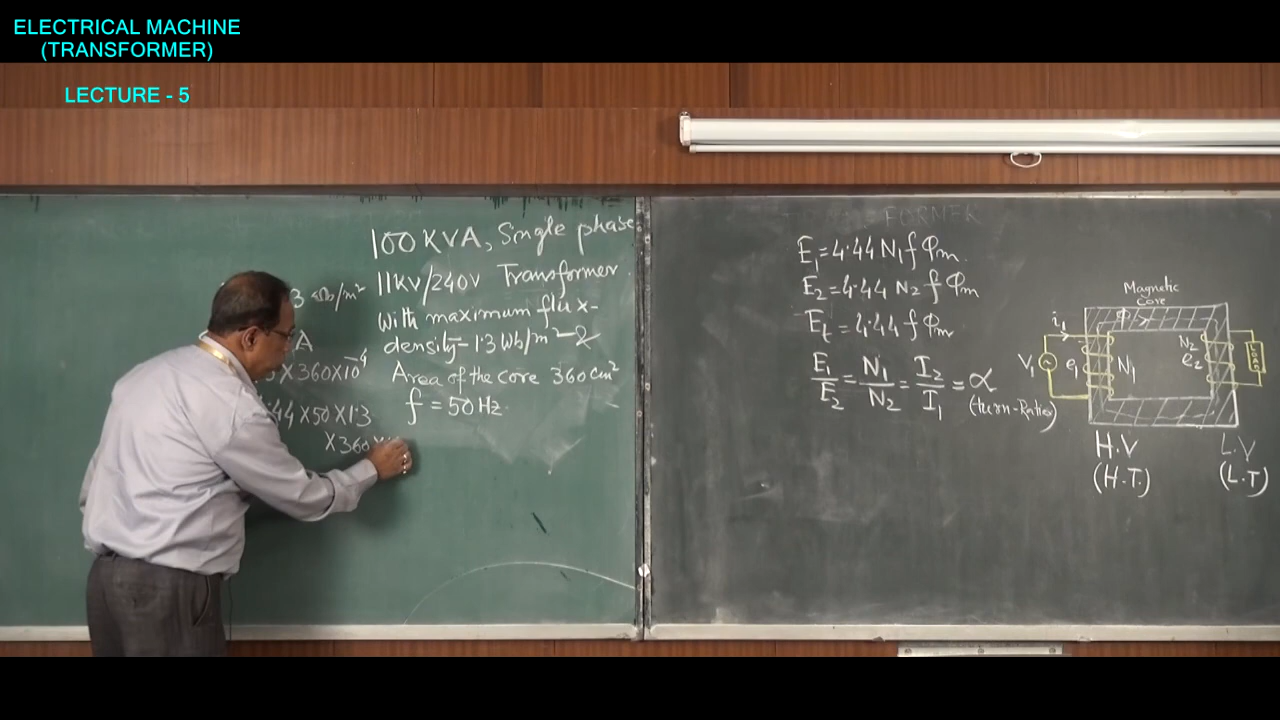 ELECTRICAL MACHINE
(TRANSFORMER)
LECTURE - 5
100 KVA, Single phase
11KV/240V Transformer.
With maximum flux-
density - 1.3 Wb/m²
Area of the core 360 cm²
f = 50 Hz.
3 Wb/m²
A
3 X 360 X 10⁻⁴
.44 X 50 X 1.3
X 360 X
FORMER
E₁ = 4.44 N₁ f Φm
E₂ = 4.44 N₂ f Φm
Et = 4.44 f Φm
E₁/E₂ = N₁/N₂ = I₂/I₁ = α
(turn-Ratio)
Magnetic
Core
Φ
i₁
V₁
e₁
N₁
N₂
e₂
LOAD
H.V
(H.T.)
L.V
(L.T)